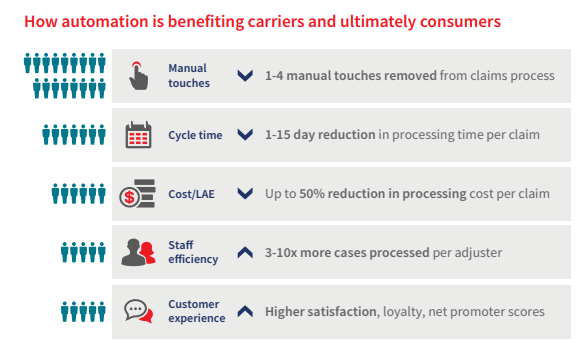 How automation is benefiting carriers and ultimately consumers
Manual
touches
1-4 manual touches removed from claims process
Cycle time
1-15 day reduction in processing time per claim
$
Cost/LAE
Up to 50% reduction in processing cost per claim
Staff
efficiency
3-10x more cases processed per adjuster
Customer
experience
Higher satisfaction, loyalty, net promoter scores